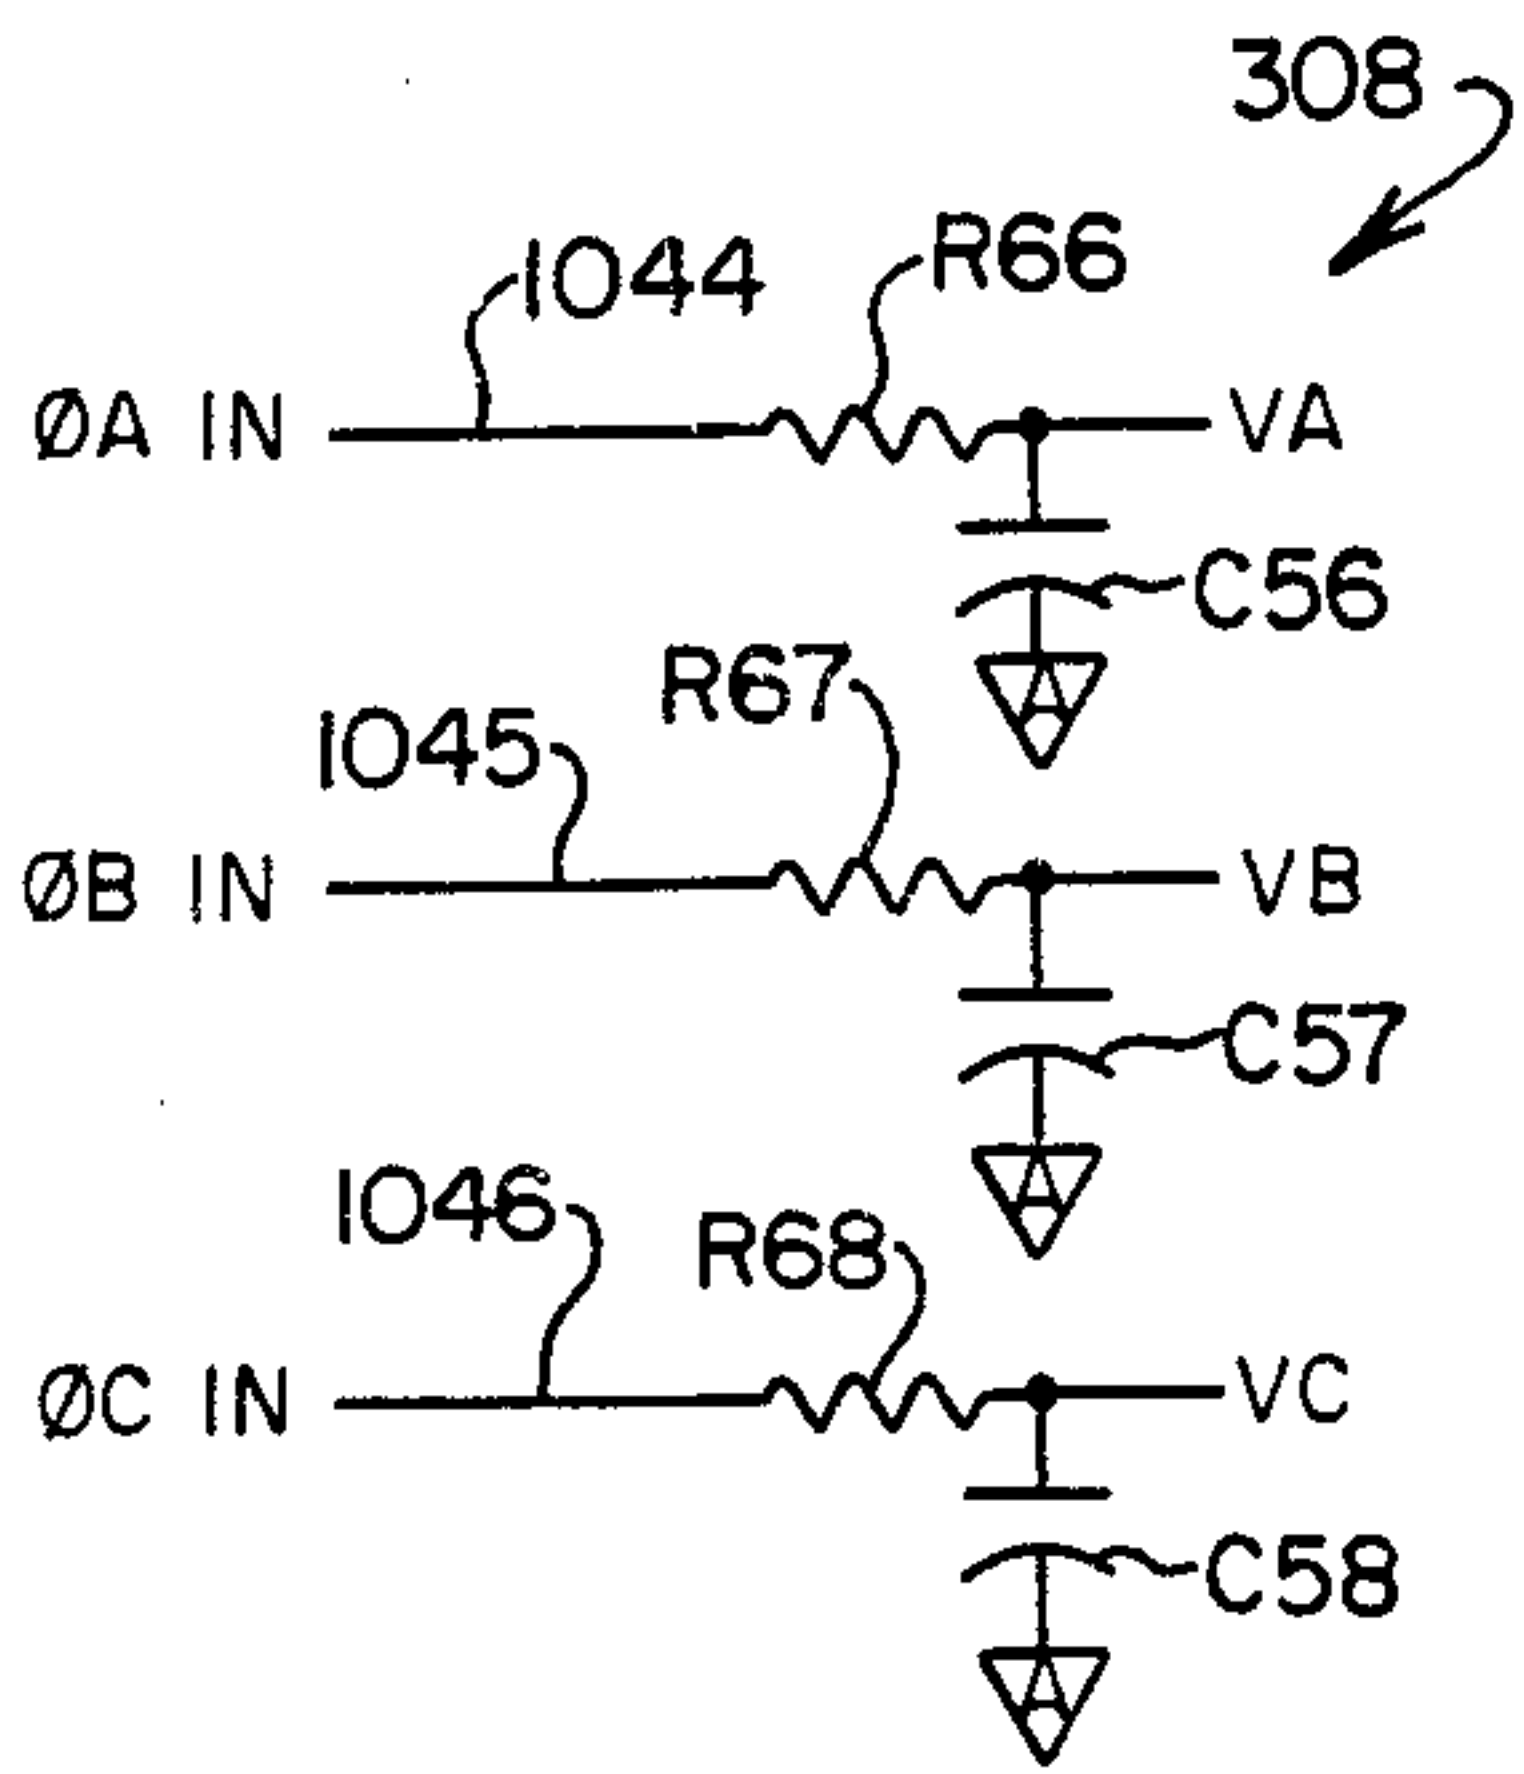 308
1044
R66
ØA IN
VA
C56
A
R67
1045
ØB IN
VB
C57
A
1046
R68
ØC IN
VC
C58
A